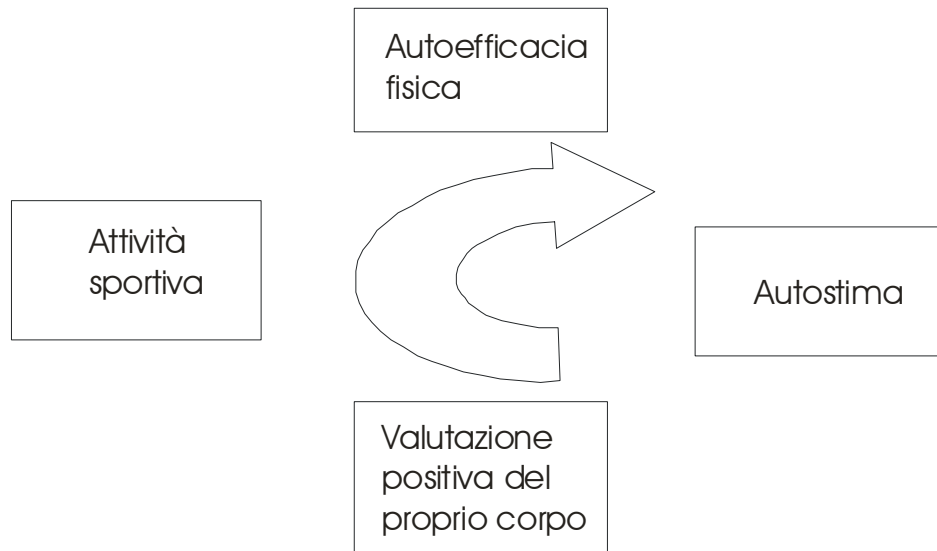 Autoefficacia
fisica
Attività
sportiva
Autostima
Valutazione
positiva del
proprio corpo